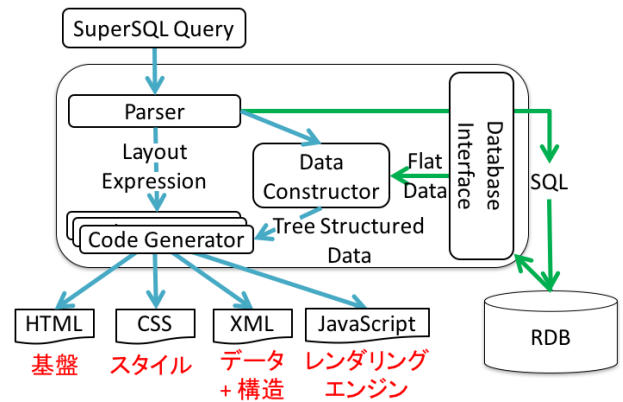 SuperSQL Query
Parser
Layout
Expression
Data
Constructor
Flat
Data
Database
Interface
SQL
Code Generator
Tree Structured
Data
HTML
CSS
XML
JavaScript
RDB
基盤
スタイル
データ
+ 構造
レンダリング
エンジン